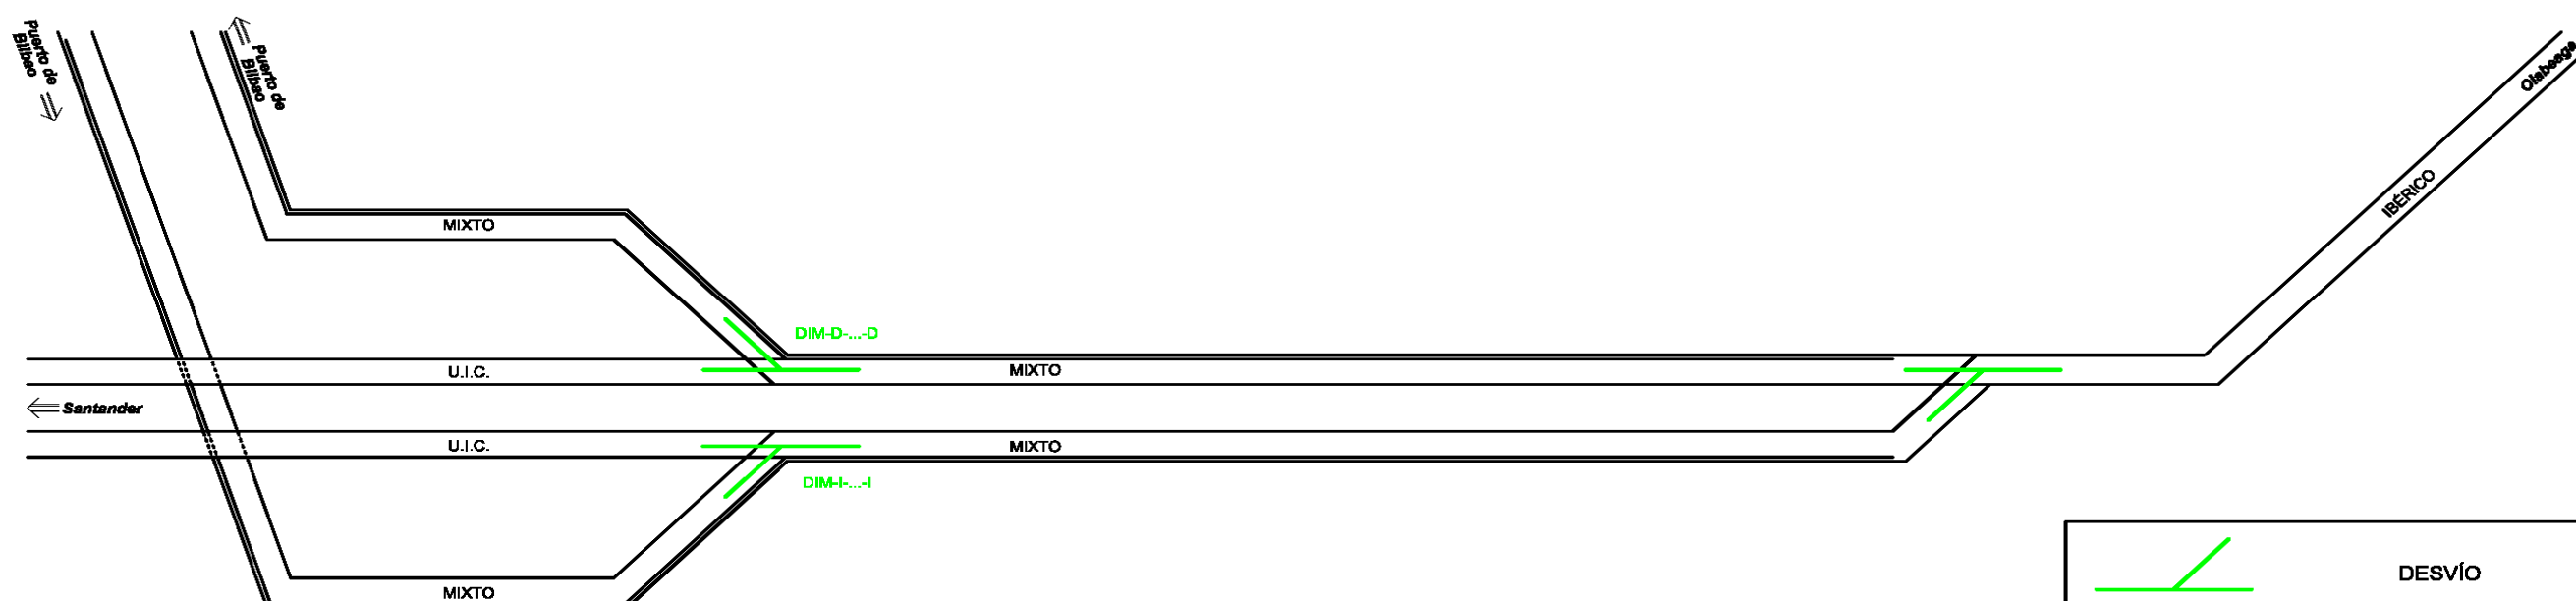 Puerto de
Bilbao
Puerto de
Bilbao
Olabeaga
IBÉRICO
MIXTO
DIM-D-...-D
U.I.C.
MIXTO
Santander
U.I.C.
MIXTO
DIM-I-...-I
MIXTO
DESVÍO